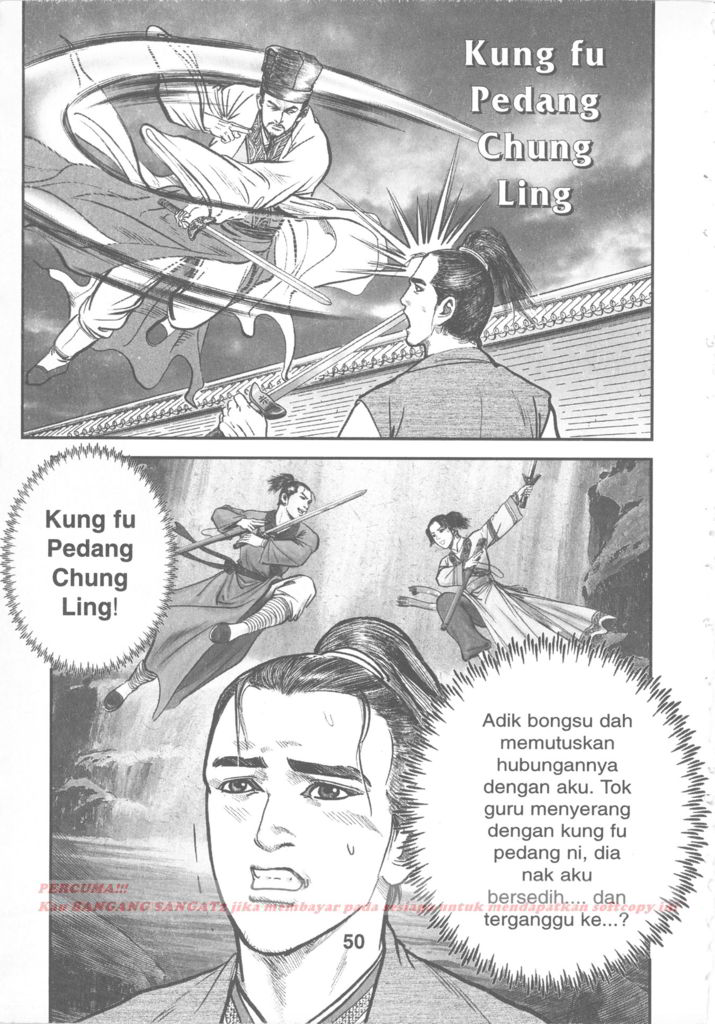 Kung fu
Pedang
Chung
Ling
Kung fu
Pedang
Chung
Ling!
Adik bongsu dah
memutuskan
hubungannya
dengan aku. Tok
guru menyerang
dengan kung fu
pedang ni, dia
nak aku
bersedih.... dan
terganggu ke...?
PERCUMA!!!
Kau BANGANG SANGAT2 jika membayar pada sesiapa untuk mendapatkan softcopy ini
50